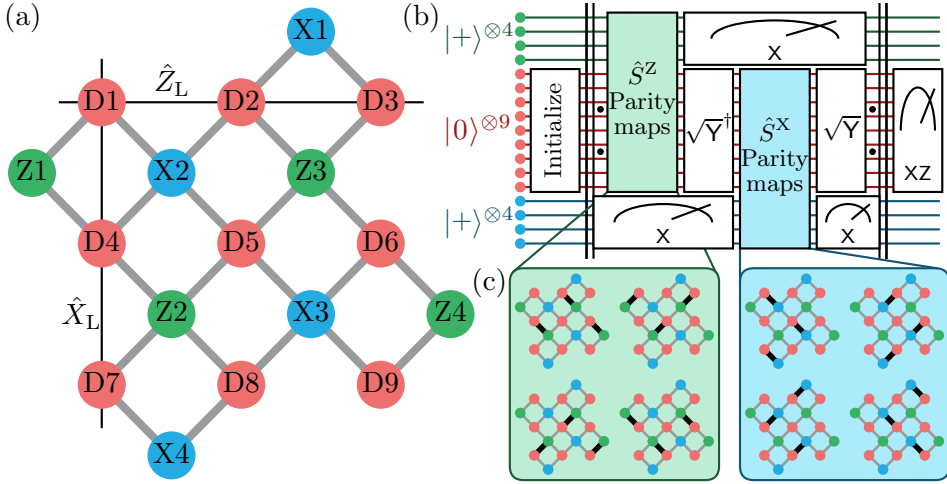 (a)
X1
Ẑ_L
D1 D2 D3
Z1 X2 Z3
D4 D5 D6
X̂_L
Z2 X3 Z4
D7 D8 D9
X4
(b)
|+⟩^⊗4
|0⟩^⊗9
|+⟩^⊗4
Initialize
Ŝ^Z
Parity
maps
X
√Y^†
Ŝ^X
Parity
maps
√Y
XZ
X
X
(c)